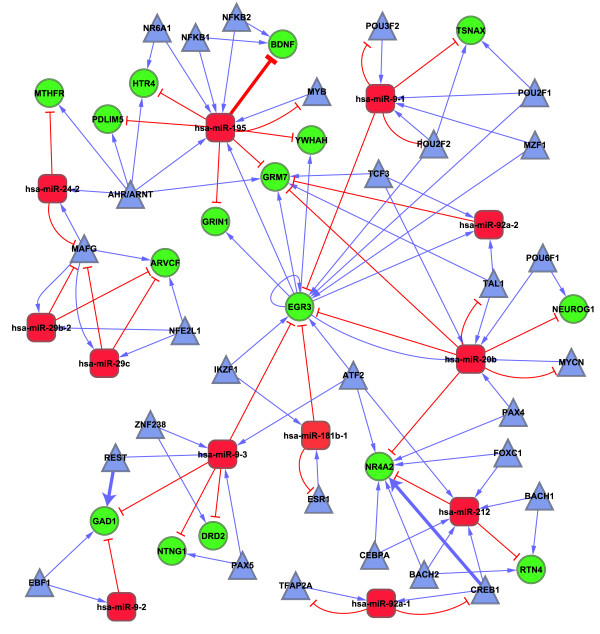 NFKB2
NR6A1
NFKB1
BDNF
POU3F2
TSNAX
HTR4
MTHFR
MYB
hsa-miR-9-1
POU2F1
PDLIM5
hsa-miR-195
YWHAH
POU2F2
MZF1
GRM7
TCF3
hsa-miR-24-2
AHR/ARNT
GRIN1
hsa-miR-92a-2
MAFG
ARVCF
POU6F1
TAL1
EGR3
NEUROG1
hsa-miR-29b-2
NFE2L1
hsa-miR-29c
hsa-miR-20b
MYCN
IKZF1
ATF2
PAX4
ZNF238
hsa-miR-181b-1
REST
hsa-miR-9-3
NR4A2
FOXC1
ESR1
BACH1
GAD1
hsa-miR-212
DRD2
NTNG1
CEBPA
PAX5
BACH2
RTN4
EBF1
TFAP2A
CREB1
hsa-miR-9-2
hsa-miR-92a-1